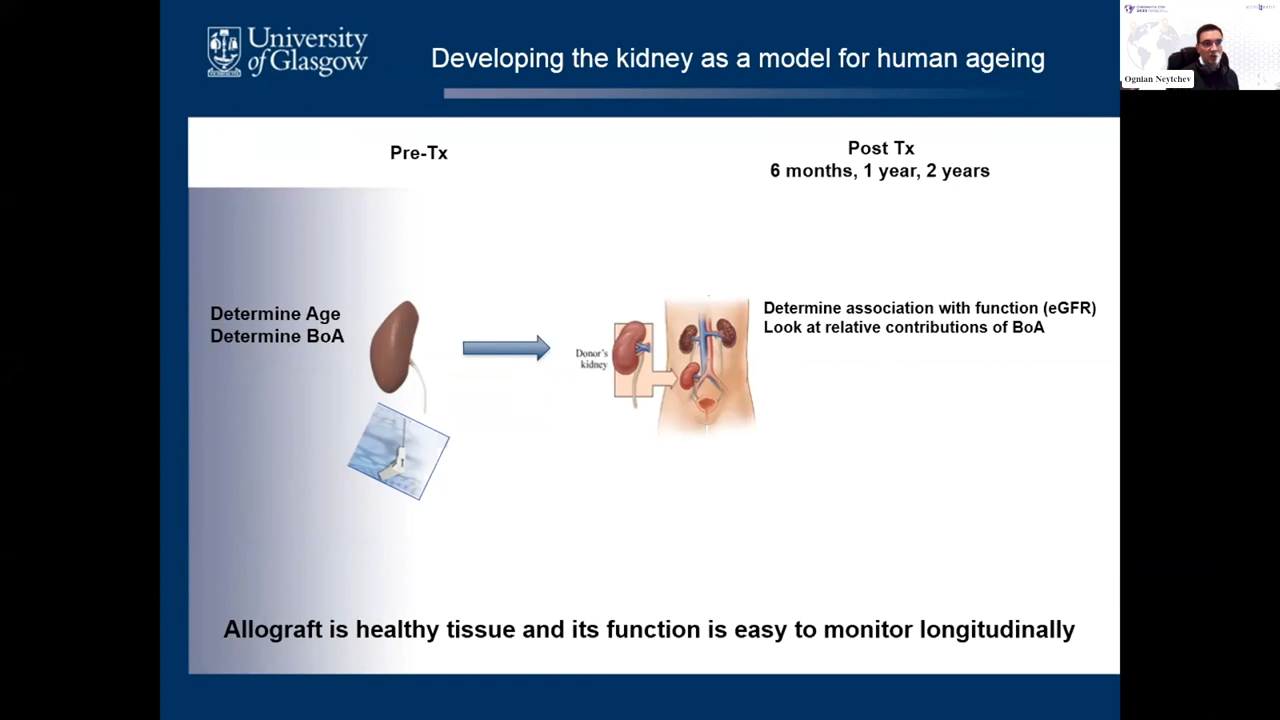 University
of Glasgow
Developing the kidney as a model for human ageing
Ognian Neytchev
Pre-Tx
Post Tx
6 months, 1 year, 2 years
Determine Age
Determine BoA
Donor's
kidney
Determine association with function (eGFR)
Look at relative contributions of BoA
Allograft is healthy tissue and its function is easy to monitor longitudinally